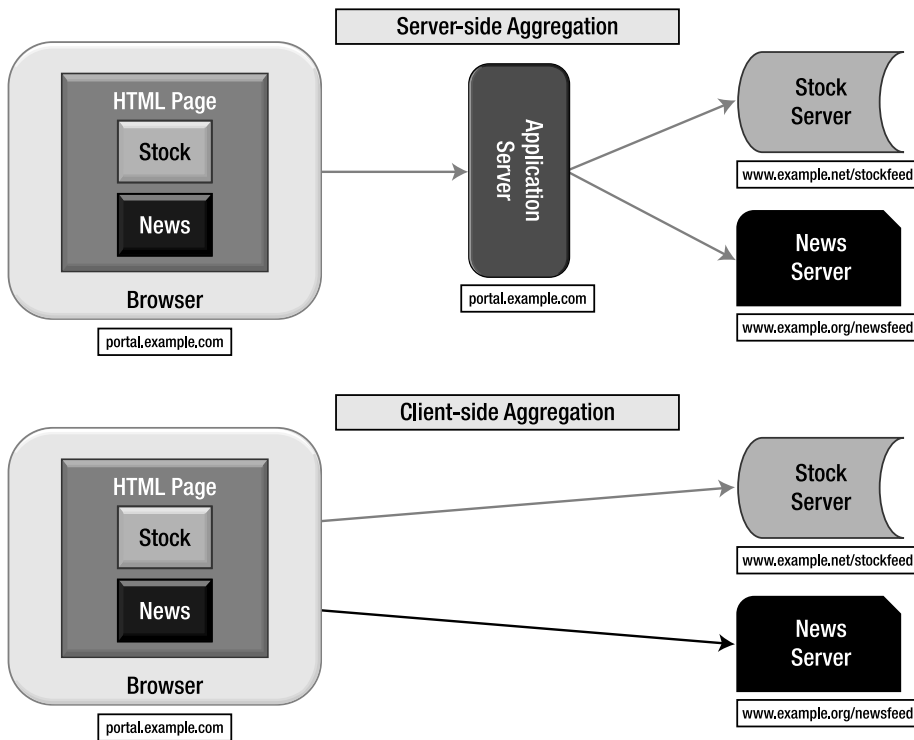 Server-side Aggregation
HTML Page
Stock
News
Browser
portal.example.com
Application
Server
portal.example.com
Stock
Server
www.example.net/stockfeed
News
Server
www.example.org/newsfeed
Client-side Aggregation
HTML Page
Stock
News
Browser
portal.example.com
Stock
Server
www.example.net/stockfeed
News
Server
www.example.org/newsfeed